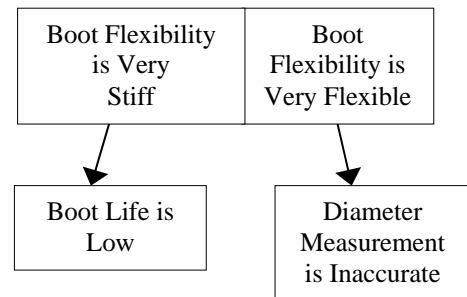 Boot Flexibility
is Very
Stiff
Boot
Flexibility is
Very Flexible
Boot Life is
Low
Diameter
Measurement
is Inaccurate